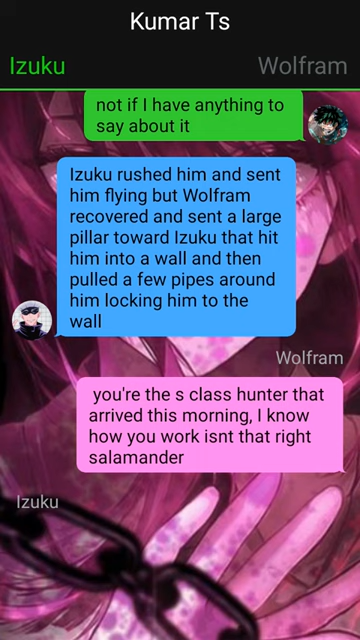 Kumar Ts
Izuku
Wolfram
not if I have anything to
say about it
Izuku rushed him and sent
him flying but Wolfram
recovered and sent a large
pillar toward Izuku that hit
him into a wall and then
pulled a few pipes around
him locking him to the
wall
Wolfram
you're the s class hunter that
arrived this morning, I know
how you work isnt that right
salamander
Izuku